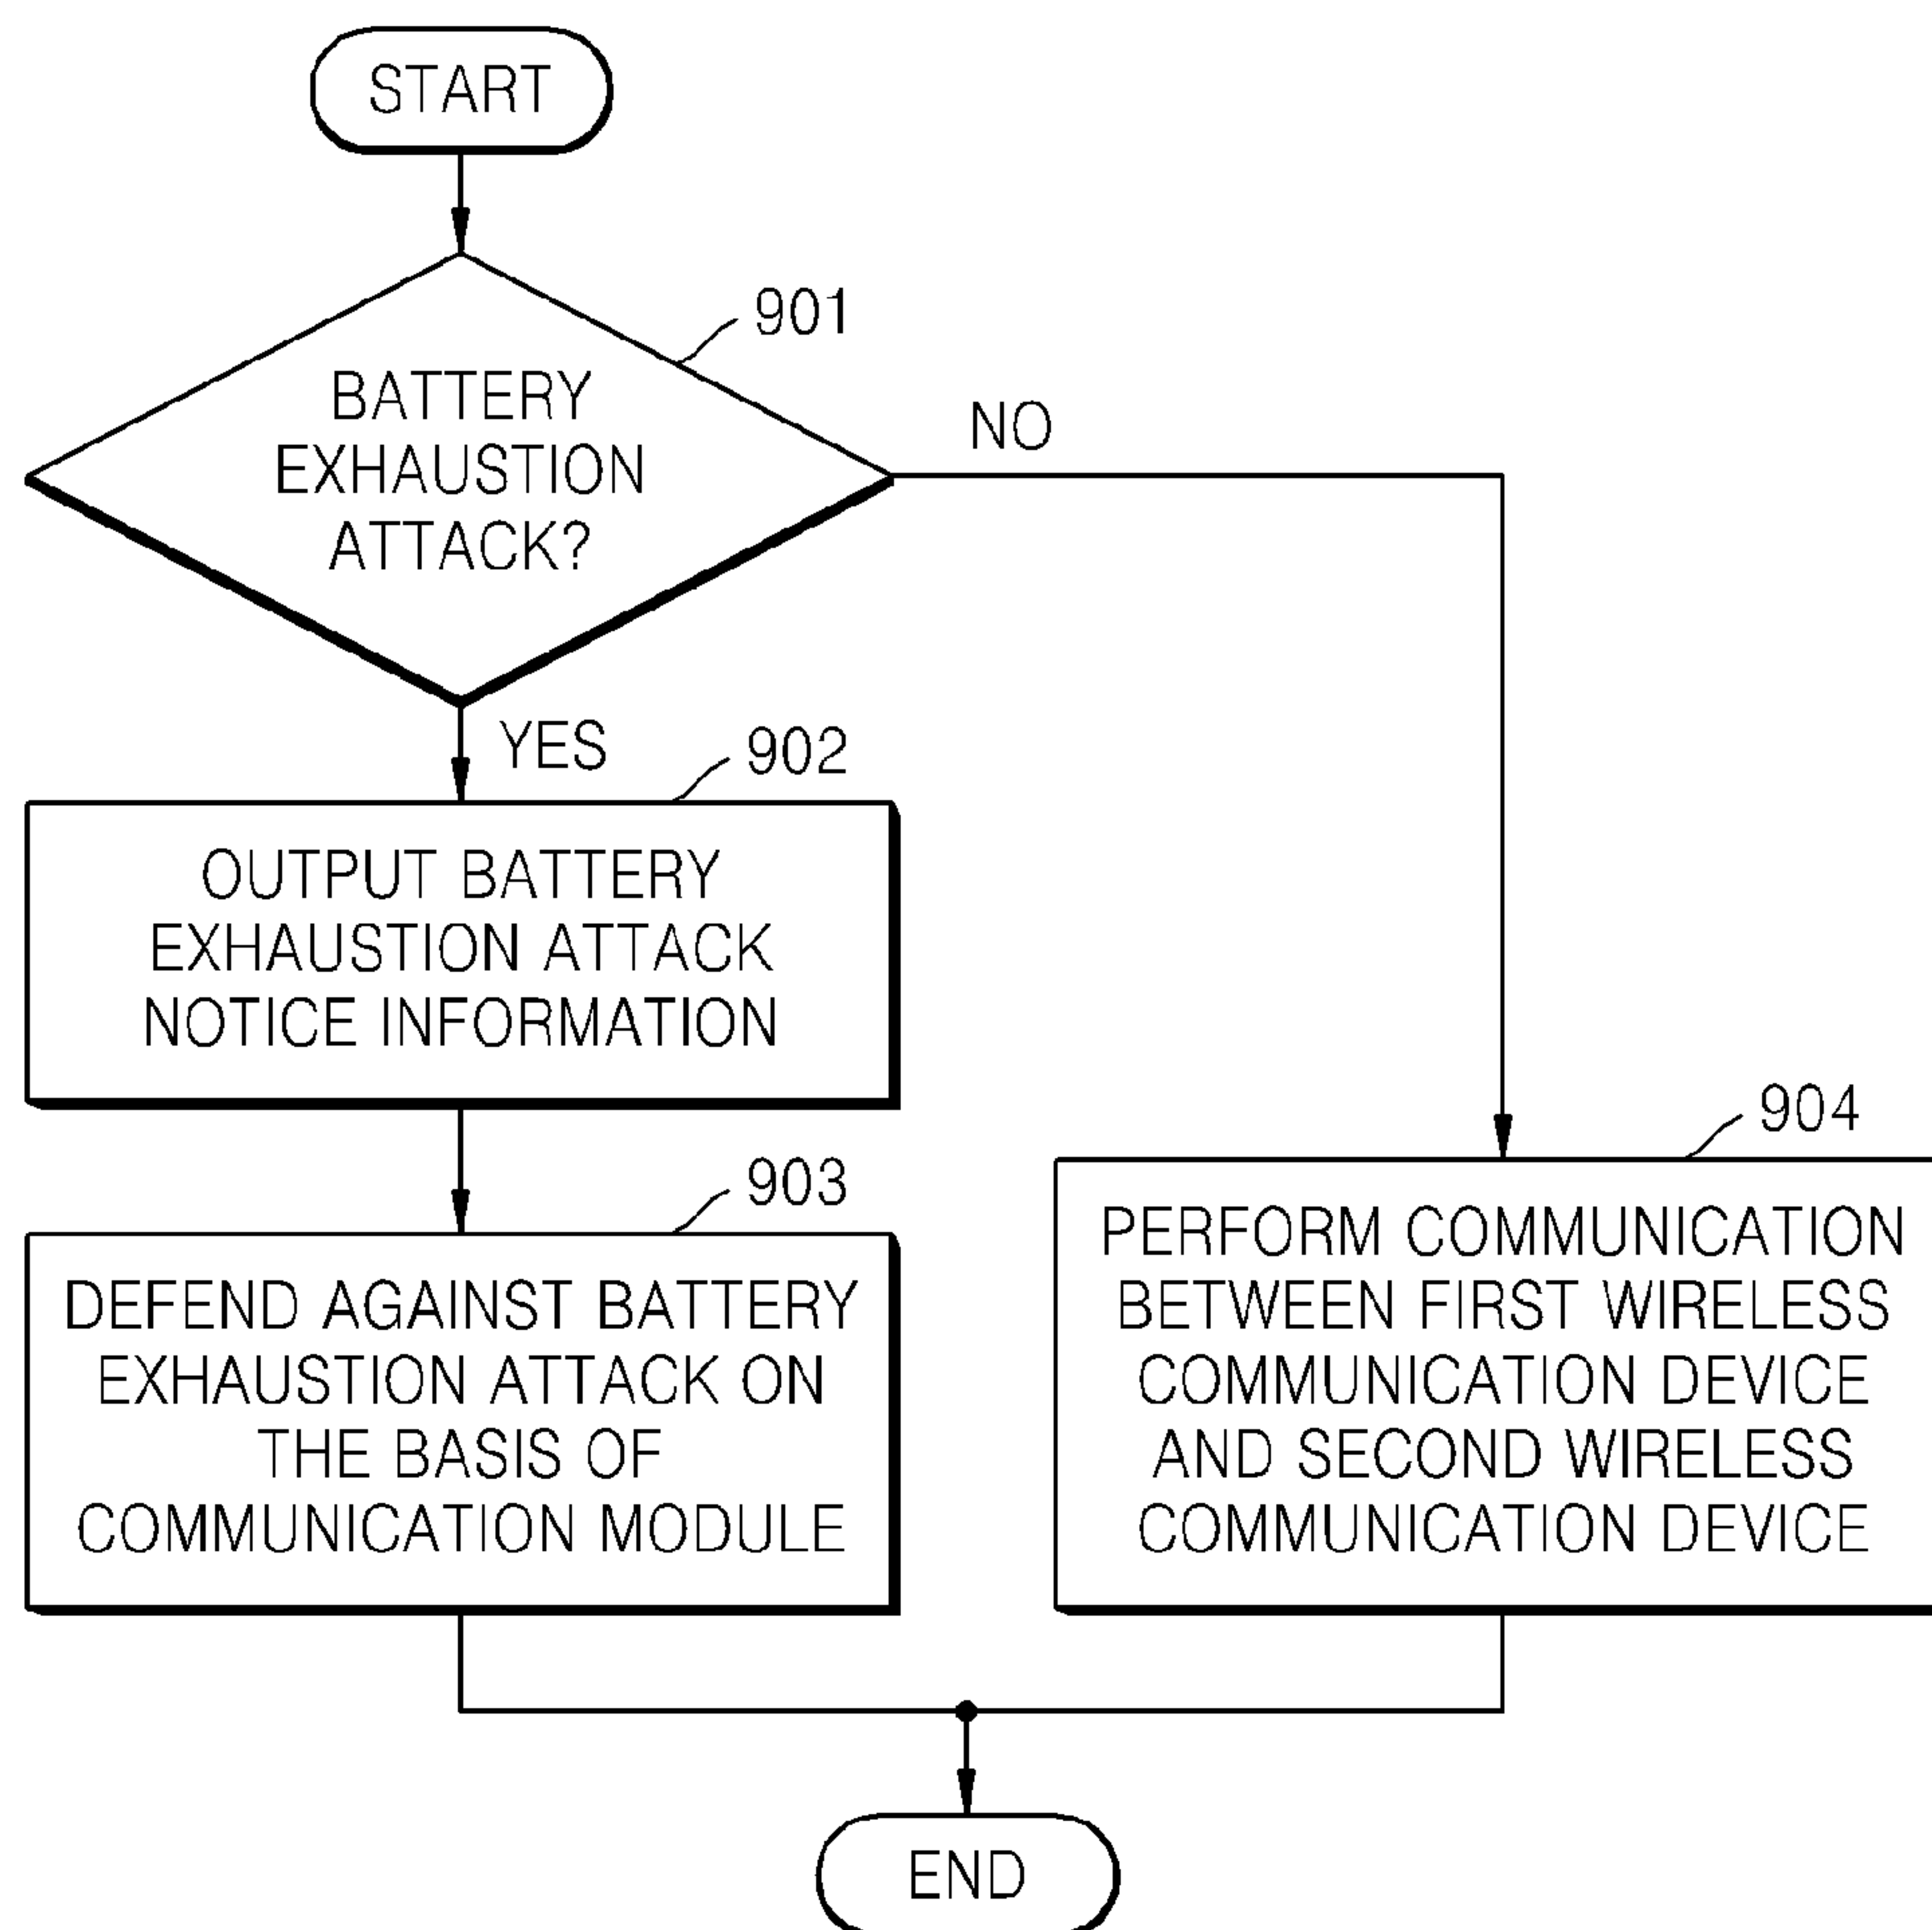 START
901
BATTERY
EXHAUSTION
ATTACK?
NO
YES
902
OUTPUT BATTERY
EXHAUSTION ATTACK
NOTICE INFORMATION
903
DEFEND AGAINST BATTERY
EXHAUSTION ATTACK ON
THE BASIS OF
COMMUNICATION MODULE
904
PERFORM COMMUNICATION
BETWEEN FIRST WIRELESS
COMMUNICATION DEVICE
AND SECOND WIRELESS
COMMUNICATION DEVICE
END